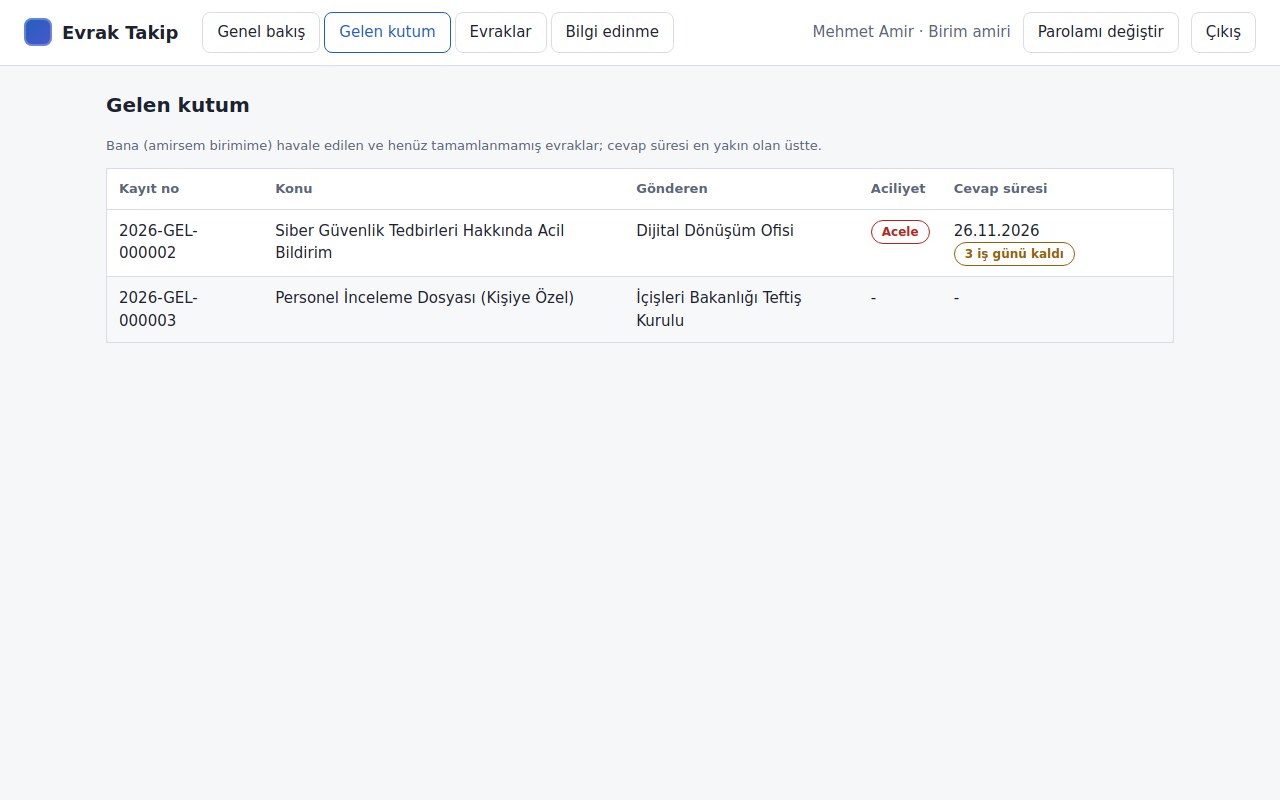 Evrak Takip
Genel bakış
Gelen kutum
Evraklar
Bilgi edinme
Mehmet Amir · Birim amiri
Parolamı değiştir
Çıkış
Gelen kutum
Bana (amirsem birimime) havale edilen ve henüz tamamlanmamış evraklar; cevap süresi en yakın olan üstte.
Kayıt no
Konu
Gönderen
Aciliyet
Cevap süresi
2026-GEL-
000002
Siber Güvenlik Tedbirleri Hakkında Acil
Bildirim
Dijital Dönüşüm Ofisi
Acele
26.11.2026
3 iş günü kaldı
2026-GEL-
000003
Personel İnceleme Dosyası (Kişiye Özel)
İçişleri Bakanlığı Teftiş
Kurulu
-
-